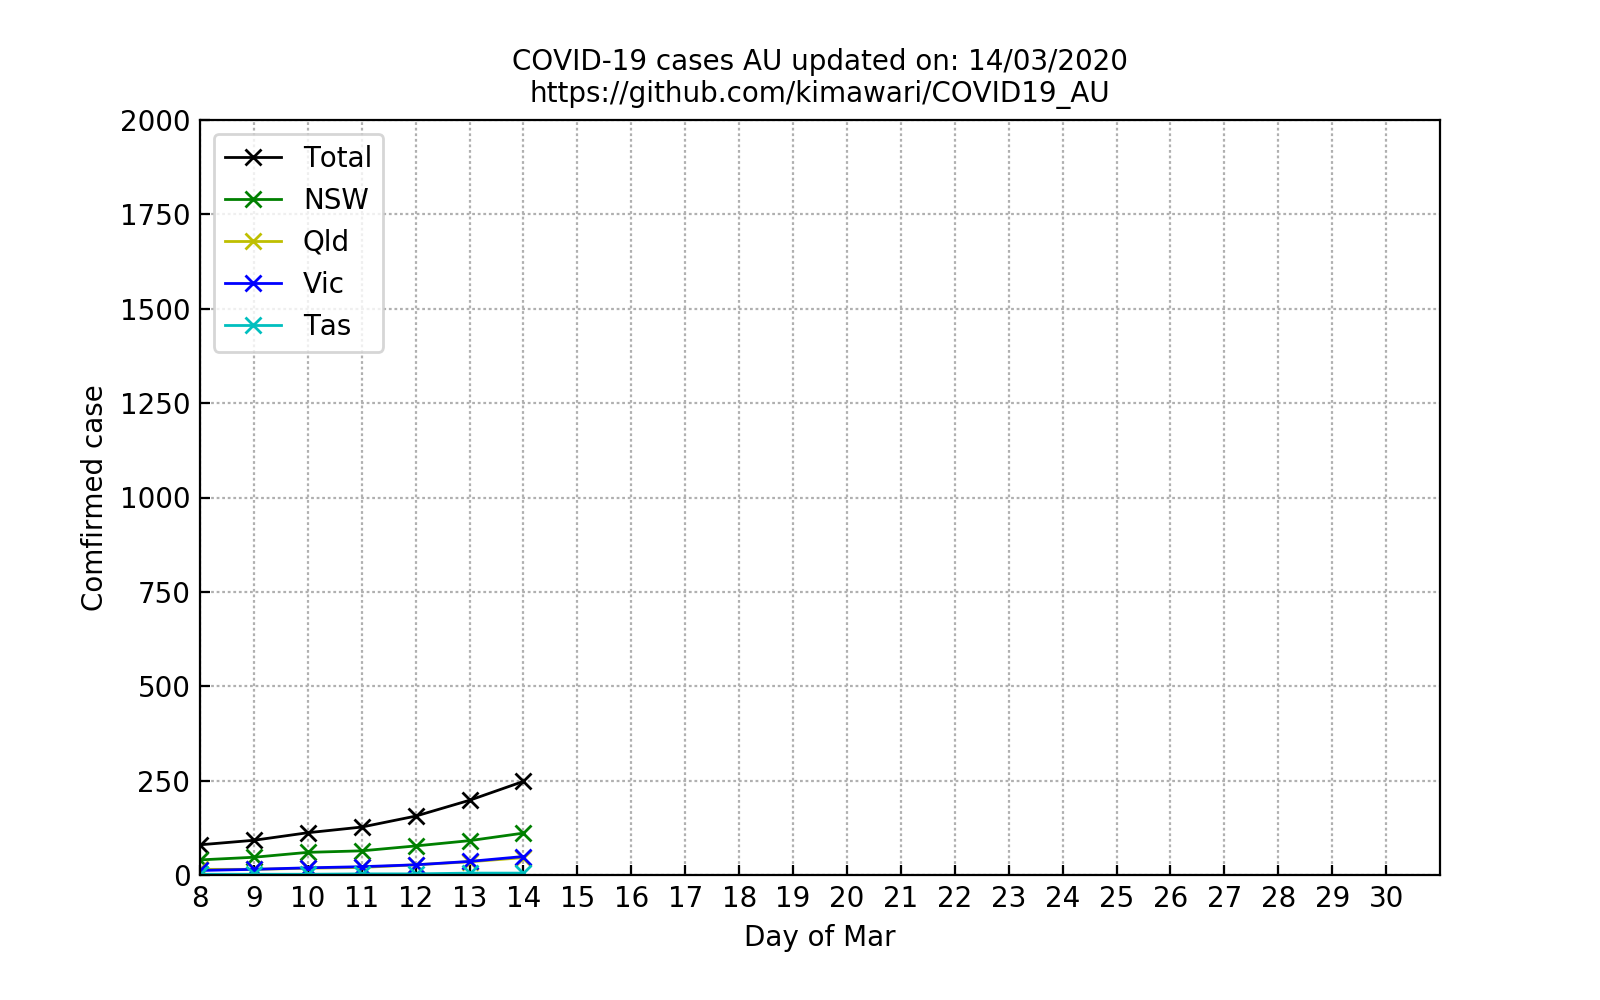 COVID-19 cases AU updated on: 14/03/2020
https://github.com/kimawari/COVID19_AU
2000
1750
1500
1250
1000
750
500
250
0
Comfirmed case
Total
NSW
Qld
Vic
Tas
8 9 10 11 12 13 14 15 16 17 18 19 20 21 22 23 24 25 26 27 28 29 30
Day of Mar